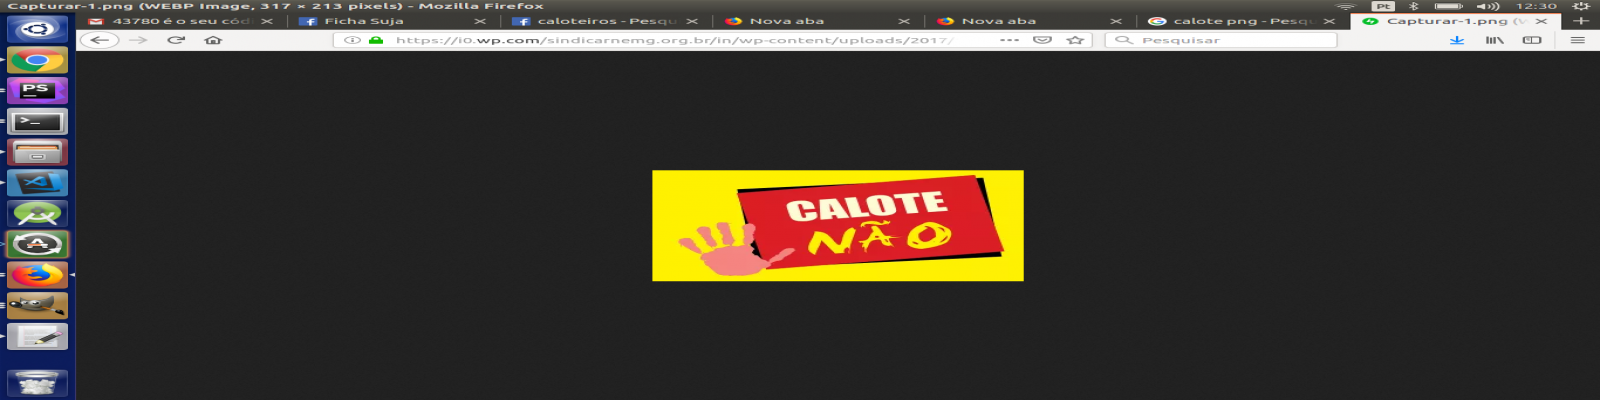 Capturar-1.png (WEBP Image, 317 × 213 pixels) - Mozilla Firefox
Pt
12:30
43780 é o seu cód
Ficha Suja
caloteiros - Pesqu
Nova aba
Nova aba
calote png - Pesqu
Capturar-1.png (W
https://i0.wp.com/sindicarnemg.org.br/in/wp-content/uploads/2017/
Pesquisar
PS
>_
A
CALOTE
NÃO